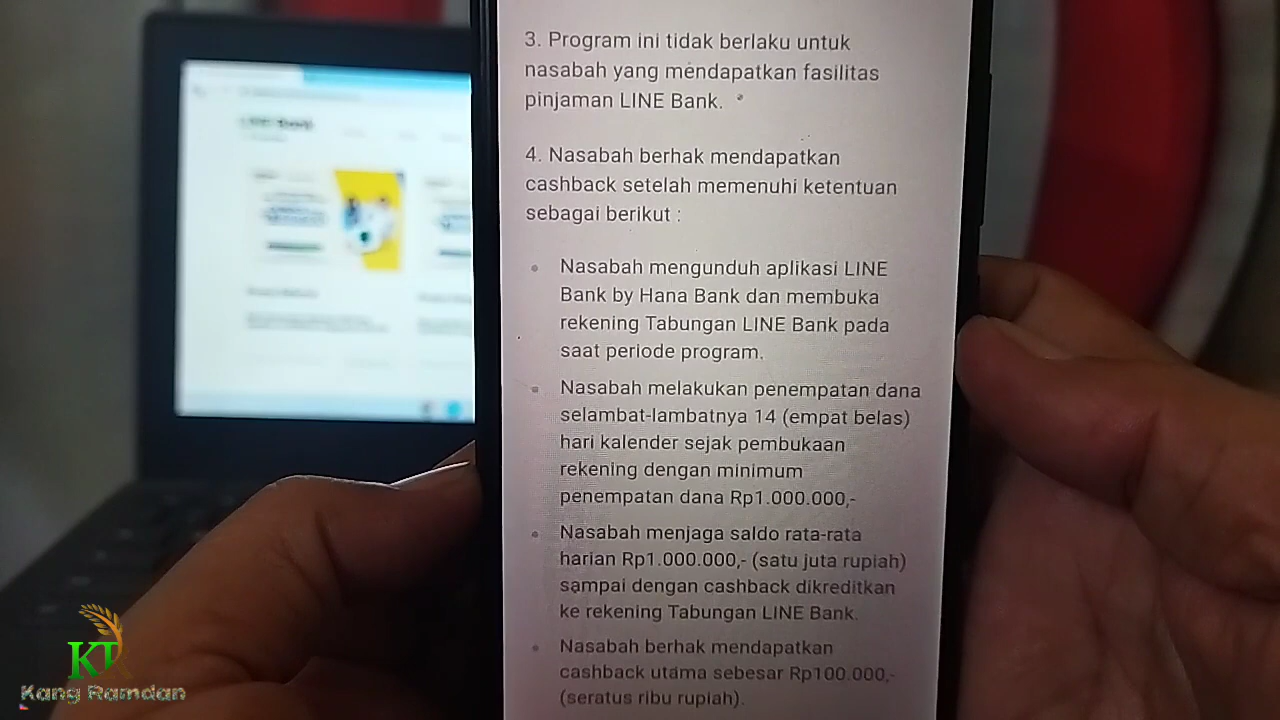 3. Program ini tidak berlaku untuk
nasabah yang mendapatkan fasilitas
pinjaman LINE Bank.
4. Nasabah berhak mendapatkan
cashback setelah memenuhi ketentuan
sebagai berikut :
Nasabah mengunduh aplikasi LINE
Bank by Hana Bank dan membuka
rekening Tabungan LINE Bank pada
saat periode program.
Nasabah melakukan penempatan dana
selambat-lambatnya 14 (empat belas)
hari kalender sejak pembukaan
rekening dengan minimum
penempatan dana Rp1.000.000,-
Nasabah menjaga saldo rata-rata
harian Rp1.000.000,- (satu juta rupiah)
sampai dengan cashback dikreditkan
ke rekening Tabungan LINE Bank.
Nasabah berhak mendapatkan
cashback utama sebesar Rp100.000,-
(seratus ribu rupiah).
LINE Bank
KR
Kang Ramdan